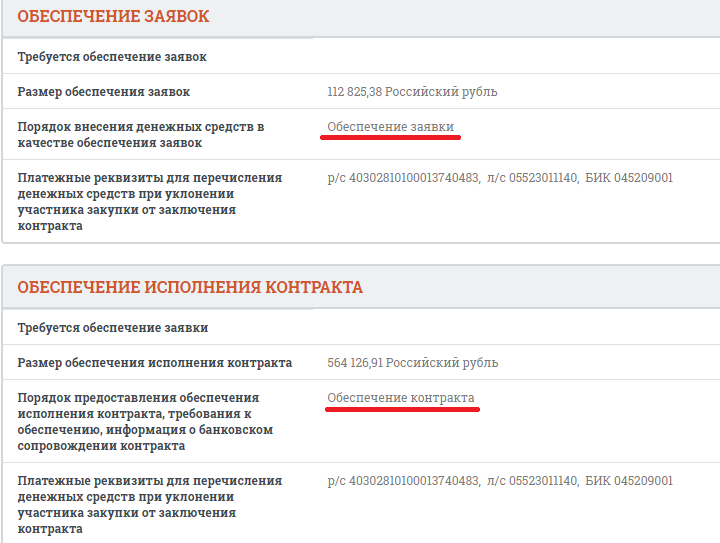 ОБЕСПЕЧЕНИЕ ЗАЯВОК
Требуется обеспечение заявок
Размер обеспечения заявок 112 825,38 Российский рубль
Порядок внесения денежных средств в Обеспечение заявки
качестве обеспечения заявок
Платежные реквизиты для перечисления р/с 40302810100013740483, л/с 05523011140, БИК 045209001
денежных средств при уклонении
участника закупки от заключения
контракта
ОБЕСПЕЧЕНИЕ ИСПОЛНЕНИЯ КОНТРАКТА
Требуется обеспечение заявки
Размер обеспечения исполнения контракта 564 126,91 Российский рубль
Порядок предоставления обеспечения Обеспечение контракта
исполнения контракта, требования к
обеспечению, информация о банковском
сопровождении контракта
Платежные реквизиты для перечисления р/с 40302810100013740483, л/с 05523011140, БИК 045209001
денежных средств при уклонении
участника закупки от заключения
контракта